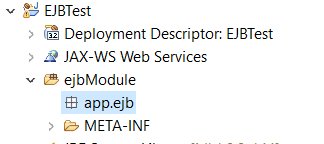 EJBTest
Deployment Descriptor: EJBTest
JAX-WS Web Services
ejbModule
app.ejb
META-INF